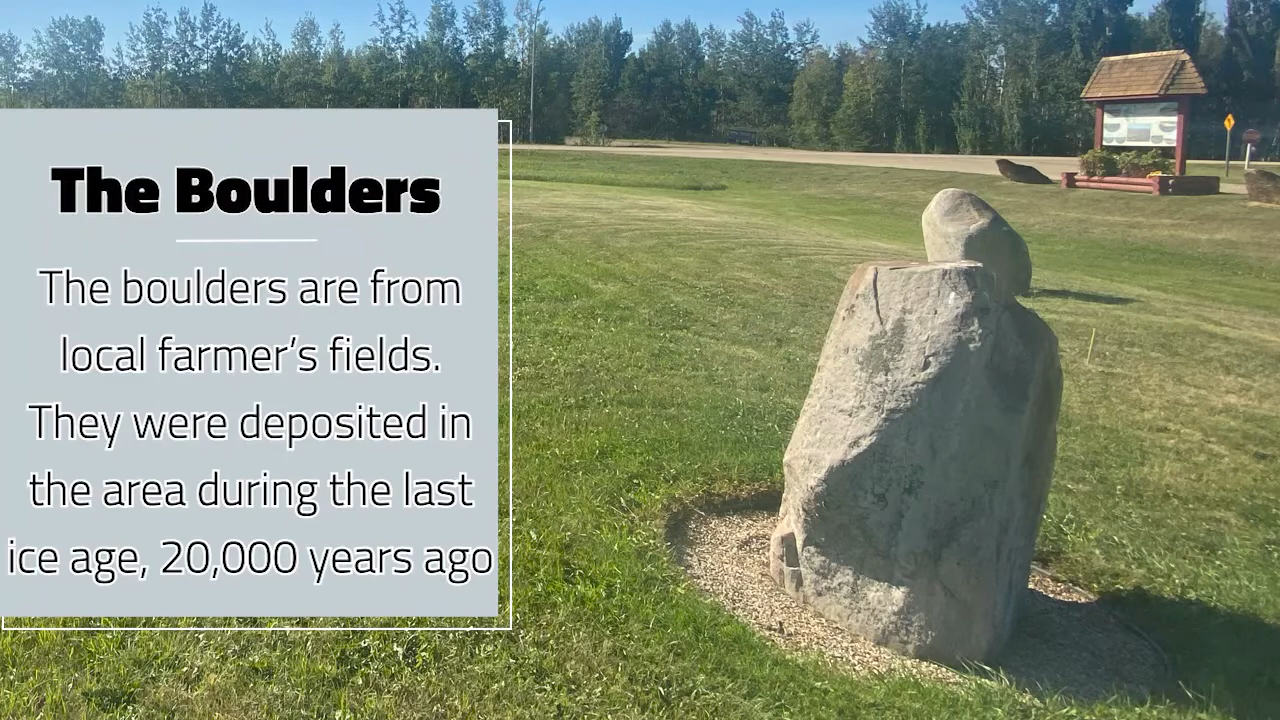 The Boulders
The boulders are from
local farmer’s fields.
They were deposited in
the area during the last
ice age, 20,000 years ago